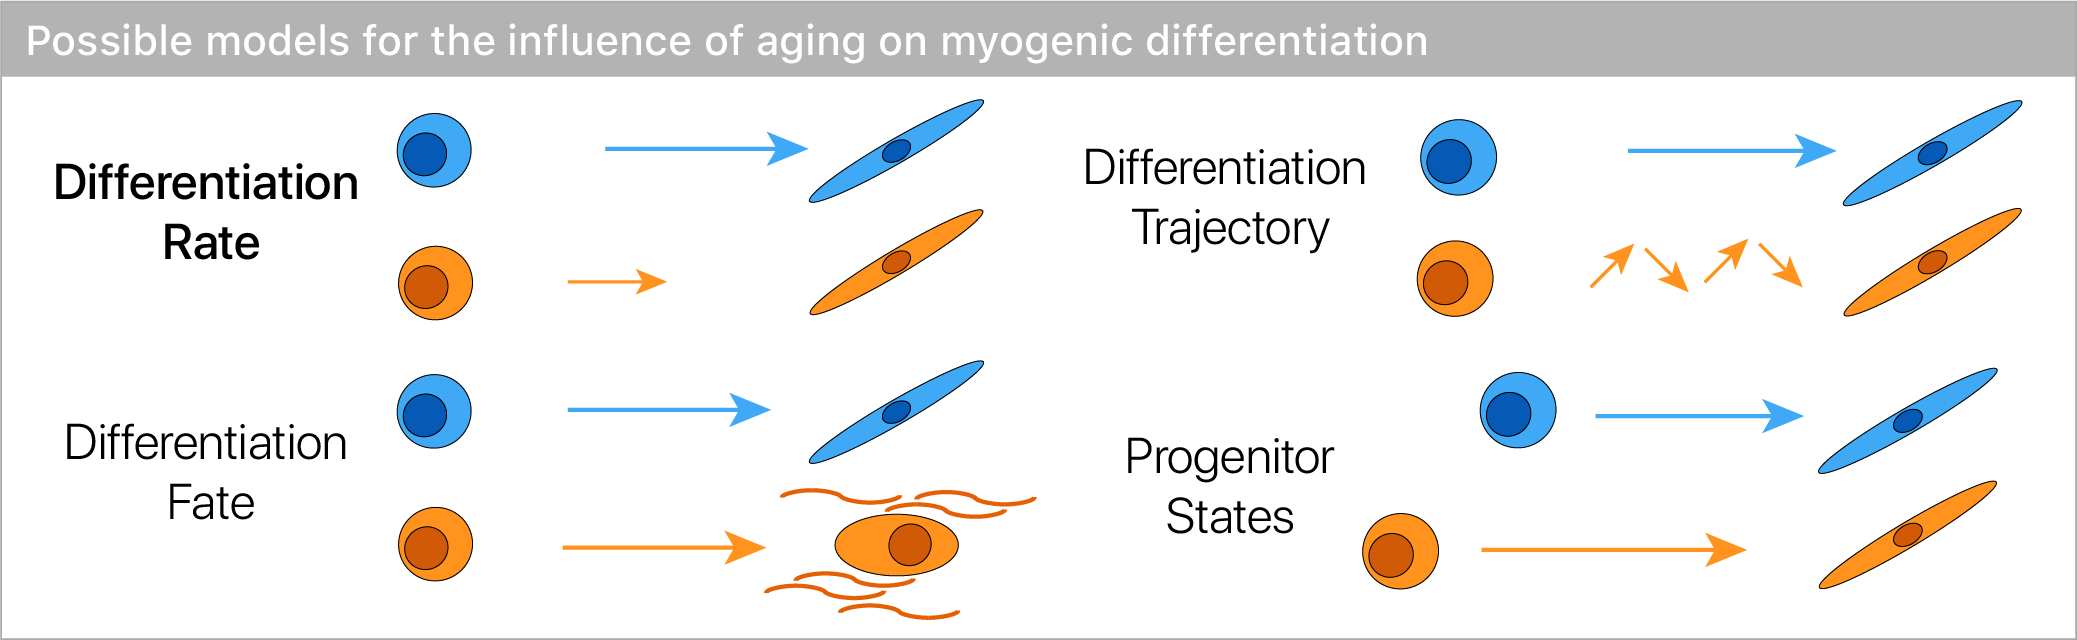 Possible models for the influence of aging on myogenic differentiation
Differentiation
Rate
Differentiation
Trajectory
Differentiation
Fate
Progenitor
States